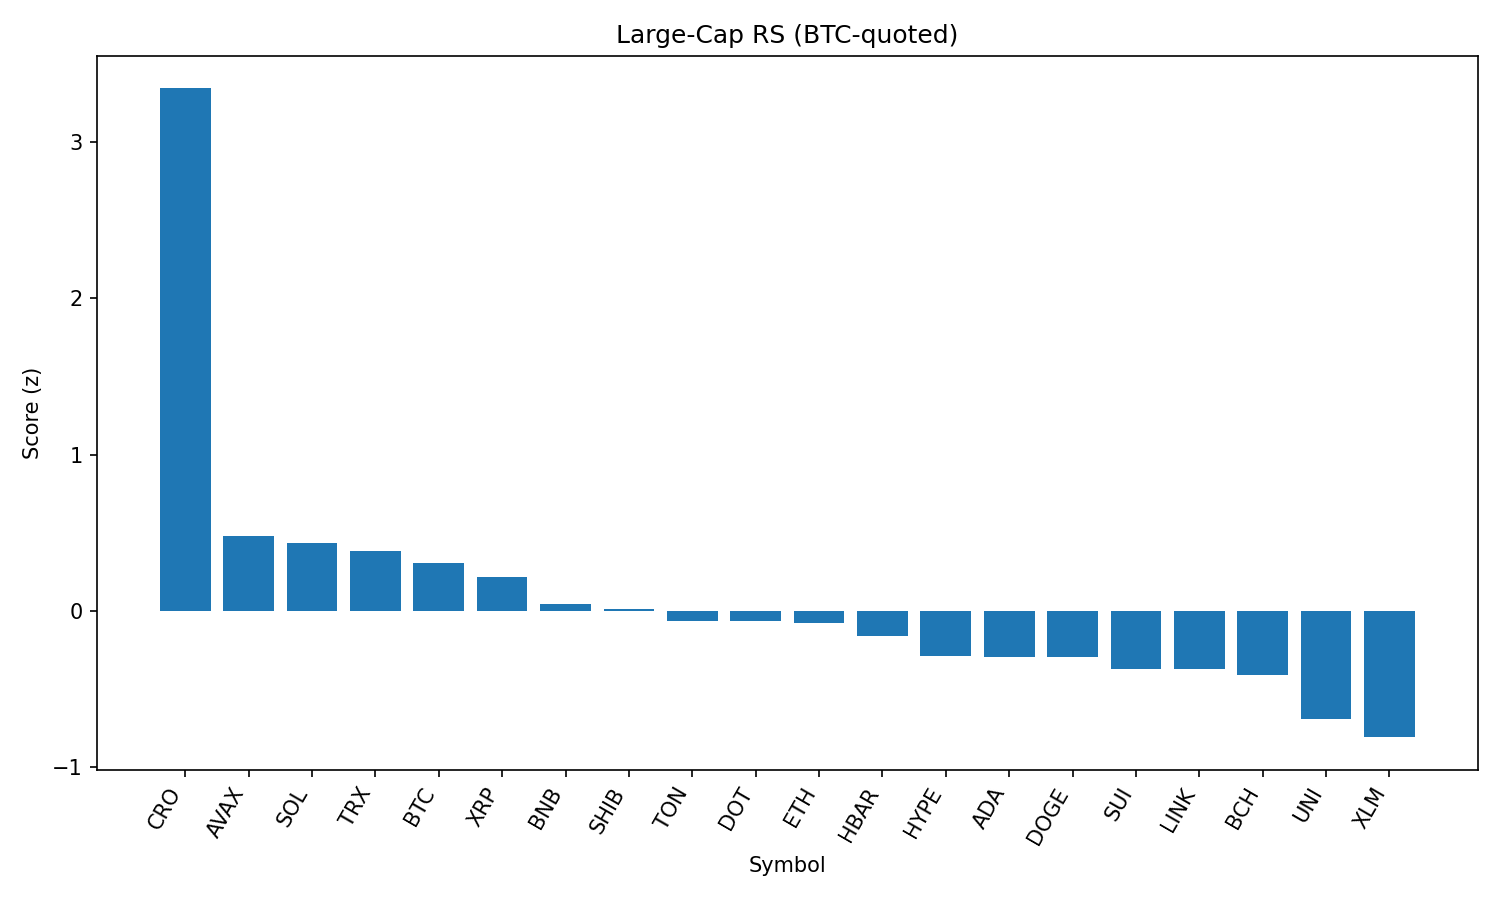 Large-Cap RS (BTC-quoted)
Score (z)
3
2
1
0
−1
CRO
AVAX
SOL
TRX
BTC
XRP
BNB
SHIB
TON
DOT
ETH
HBAR
HYPE
ADA
DOGE
SUI
LINK
BCH
UNI
XLM
Symbol